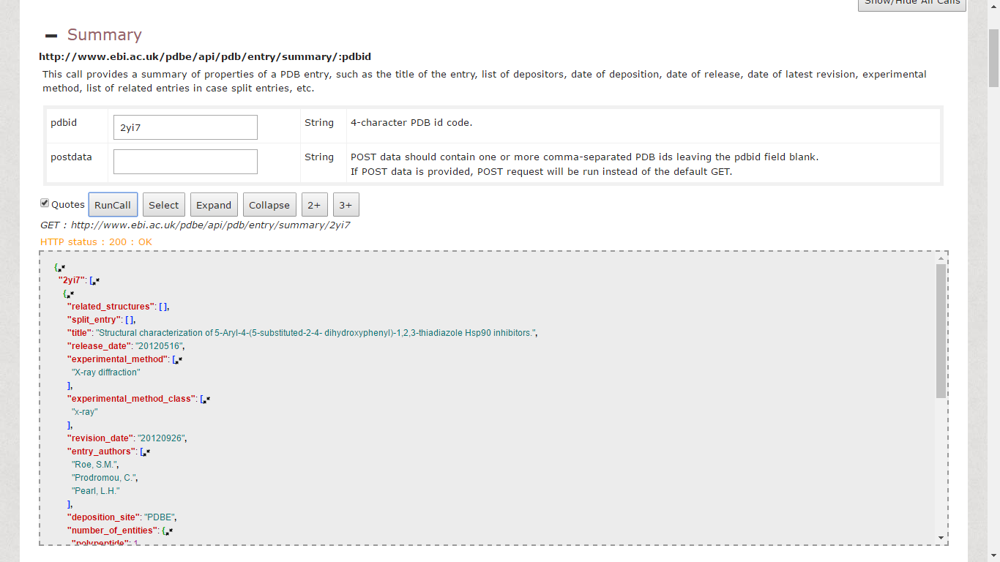 Show/Hide All Calls
Summary
http://www.ebi.ac.uk/pdbe/api/pdb/entry/summary/:pdbid
This call provides a summary of properties of a PDB entry, such as the title of the entry, list of depositors, date of deposition, date of release, date of latest revision, experimental
method, list of related entries in case split entries, etc.
pdbid 2yi7 String 4-character PDB id code.
postdata String POST data should contain one or more comma-separated PDB ids leaving the pdbid field blank.
If POST data is provided, POST request will be run instead of the default GET.
Quotes RunCall Select Expand Collapse 2+ 3+
GET : http://www.ebi.ac.uk/pdbe/api/pdb/entry/summary/2yi7
HTTP status : 200 : OK
{
"2yi7": [
{
"related_structures": [ ],
"split_entry": [ ],
"title": "Structural characterization of 5-Aryl-4-(5-substituted-2-4- dihydroxyphenyl)-1,2,3-thiadiazole Hsp90 inhibitors.",
"release_date": "20120516",
"experimental_method": [
"X-ray diffraction"
],
"experimental_method_class": [
"x-ray"
],
"revision_date": "20120926",
"entry_authors": [
"Roe, S.M.",
"Prodromou, C.",
"Pearl, L.H."
],
"deposition_site": "PDBE",
"number_of_entities": {
"polypeptide": 1